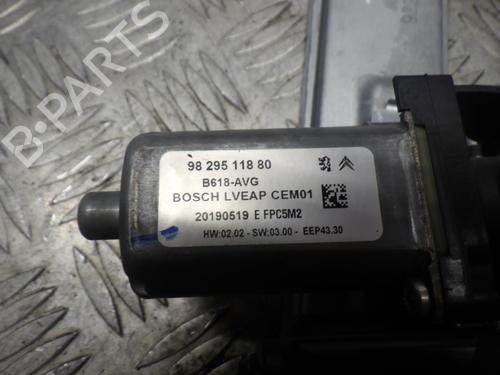 B-PARTS
98 295 118 80
B618-AVG
BOSCH LVEAP CEM01
20190519 E FPC5M2
HW:02.02 - SW:03.00 - EEP43.30